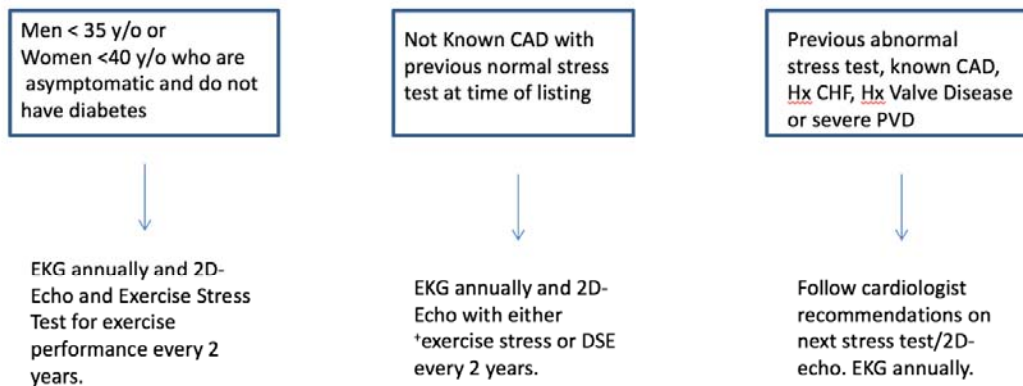 Men < 35 y/o or
Women <40 y/o who are
asymptomatic and do not
have diabetes
Not Known CAD with
previous normal stress
test at time of listing
Previous abnormal
stress test, known CAD,
Hx CHF, Hx Valve Disease
or severe PVD
EKG annually and 2D-
Echo and Exercise Stress
Test for exercise
performance every 2
years.
EKG annually and 2D-
Echo with either
+exercise stress or DSE
every 2 years.
Follow cardiologist
recommendations on
next stress test/2D-
echo. EKG annually.